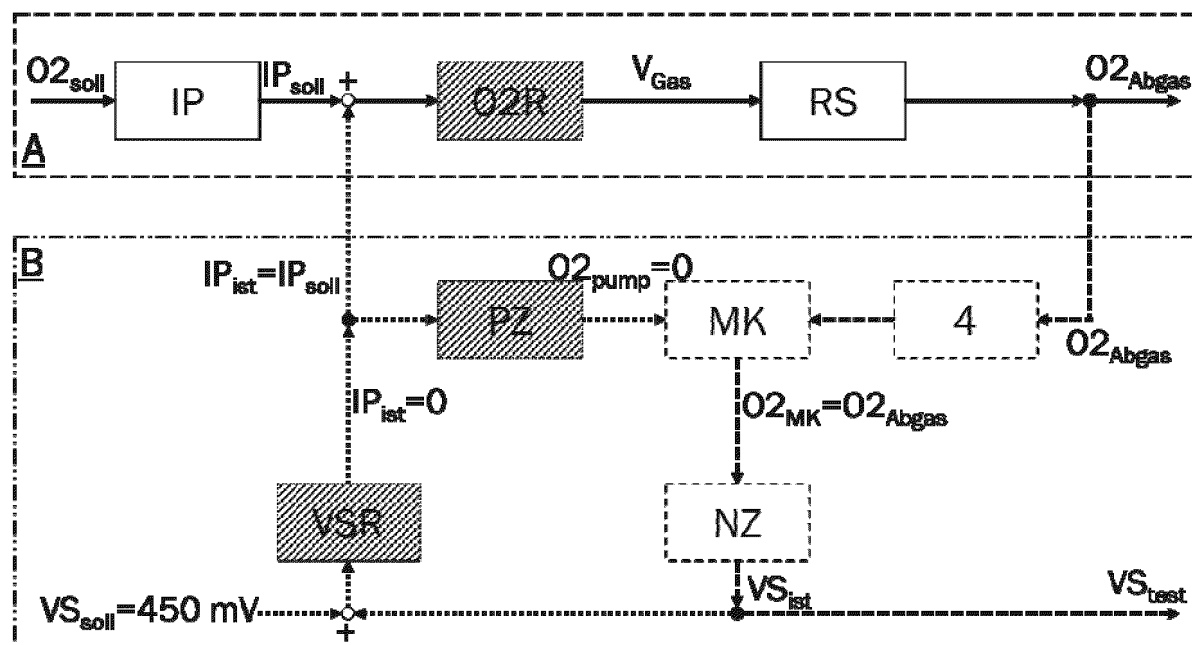 O2soll
IP
IPsoll
+
O2R
VGas
RS
O2Abgas
A
B
IPist=IPsoll
O2pump=0
PZ
MK
4
O2Abgas
IPist=0
O2MK=O2Abgas
VSR
NZ
VSsoll=450 mV
+
VSist
VStest